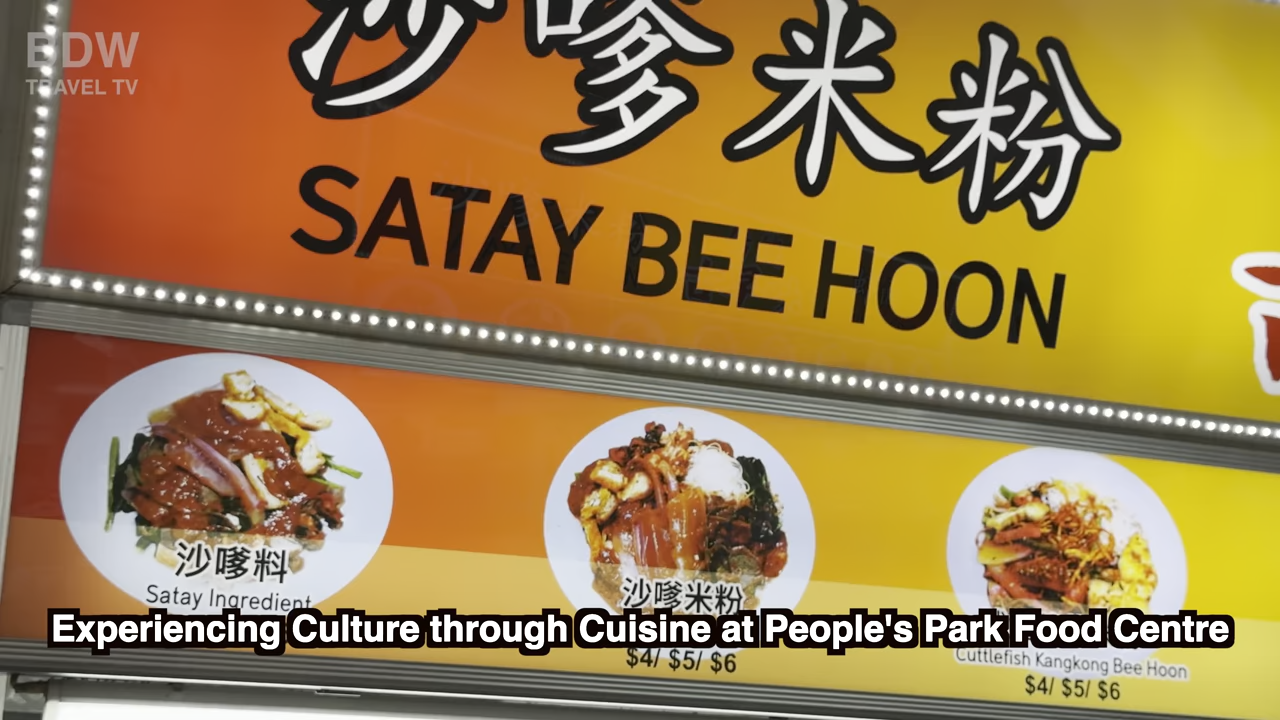 BDW
TRAVEL TV
沙嗲米粉
SATAY BEE HOON
沙嗲料
Satay Ingredient
沙嗲米粉
$4/ $5/ $6
Cuttlefish Kangkong Bee Hoon
$4/ $5/ $6
Experiencing Culture through Cuisine at People's Park Food Centre